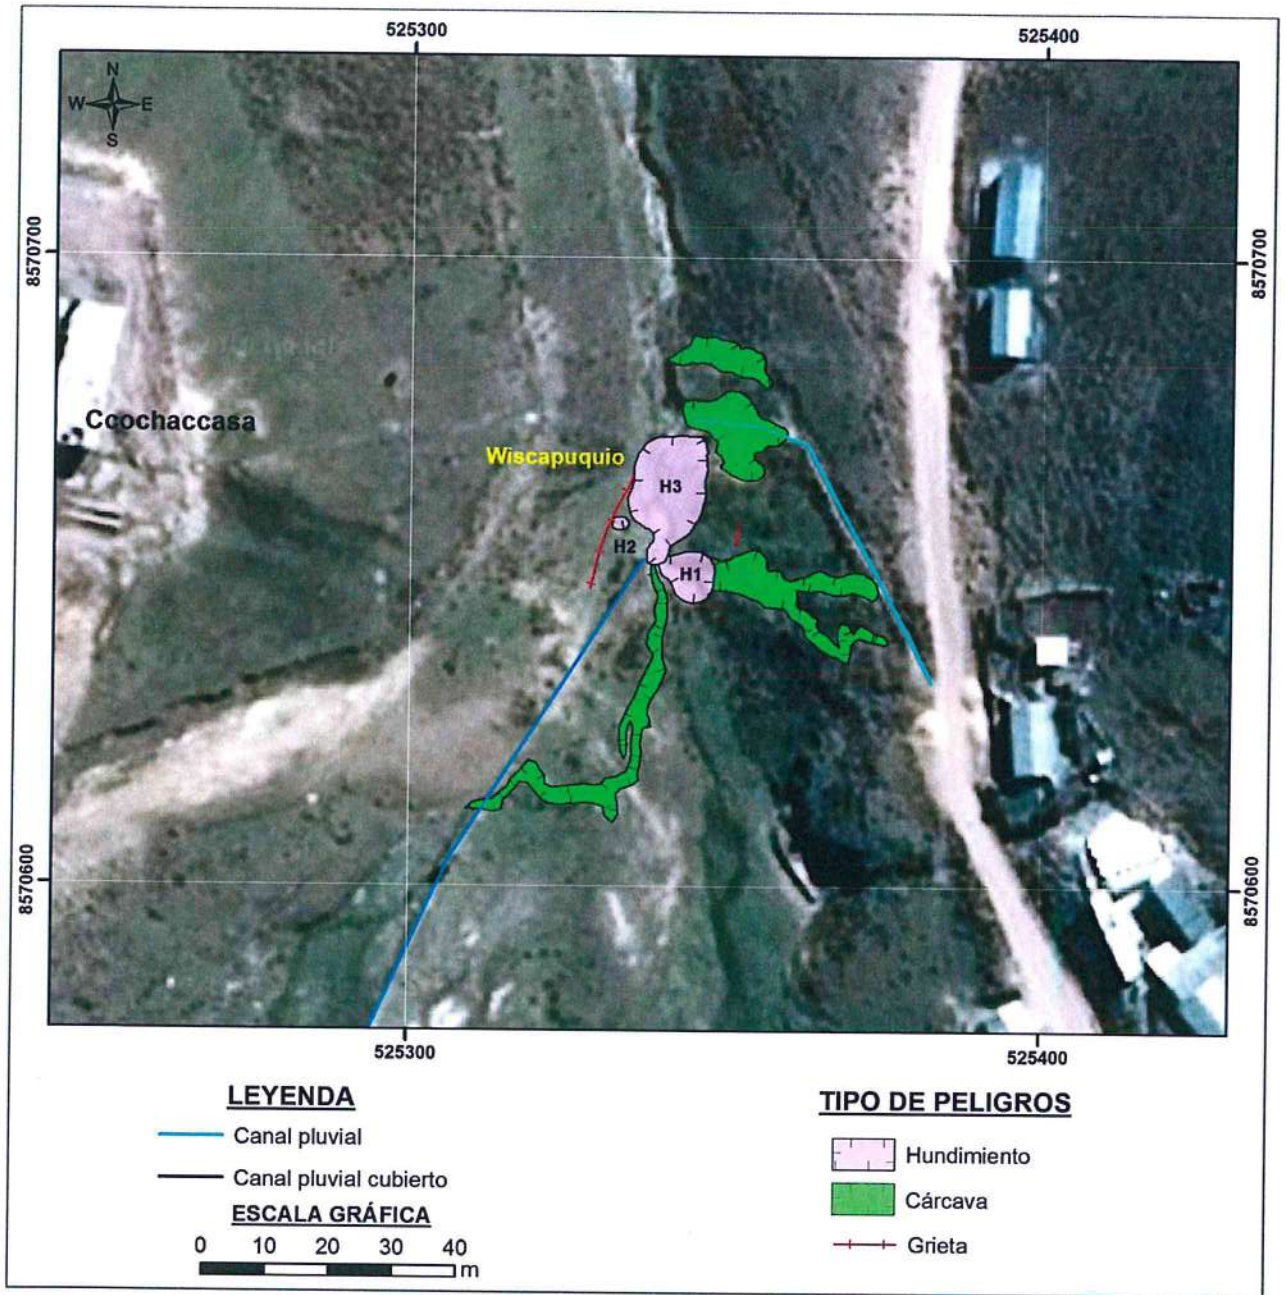 525300
525400
N
W
E
S
8570700
8570700
Ccochaccasa
Wiscapuquio
H3
H2
H1
8570600
8570600
525300
525400
LEYENDA
Canal pluvial
Canal pluvial cubierto
ESCALA GRÁFICA
0 10 20 30 40
m
TIPO DE PELIGROS
Hundimiento
Cárcava
Grieta